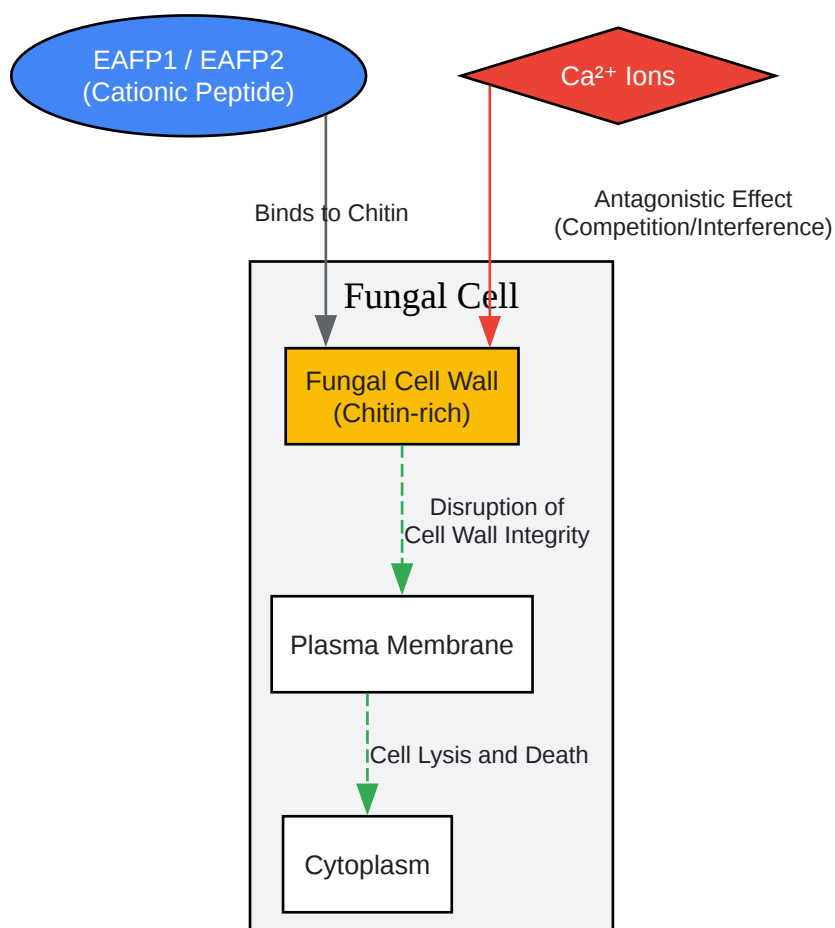 EAFP1 / EAFP2
(Cationic Peptide)
Ca²⁺ Ions
Binds to Chitin
Antagonistic Effect
(Competition/Interference)
Fungal Cell
Fungal Cell Wall
(Chitin-rich)
Disruption of
Cell Wall Integrity
Plasma Membrane
Cell Lysis and Death
Cytoplasm